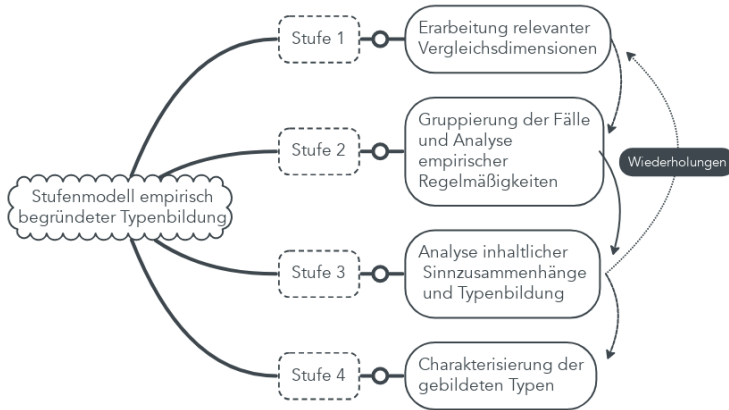 Stufe 1
Erarbeitung relevanter
Vergleichsdimensionen
Stufe 2
Gruppierung der Fälle
und Analyse
empirischer
Regelmäßigkeiten
Wiederholungen
Stufenmodell empirisch
begründeter Typenbildung
Stufe 3
Analyse inhaltlicher
Sinnzusammenhänge
und Typenbildung
Stufe 4
Charakterisierung der
gebildeten Typen